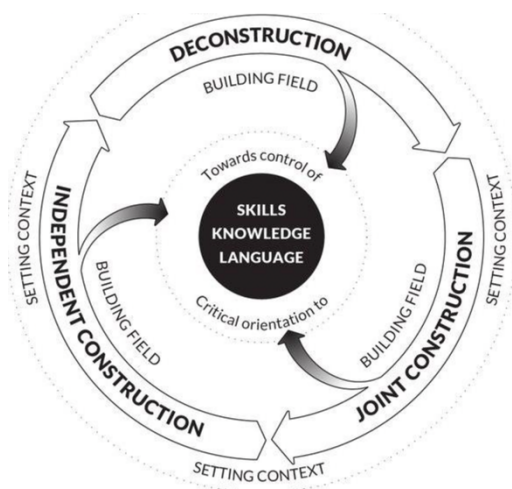 DECONSTRUCTION
BUILDING FIELD
Towards control of
SKILLS
KNOWLEDGE
LANGUAGE
Critical orientation to
SETTING CONTEXT
INDEPENDENT CONSTRUCTION
BUILDING FIELD
BUILDING FIELD
JOINT CONSTRUCTION
SETTING CONTEXT
SETTING CONTEXT